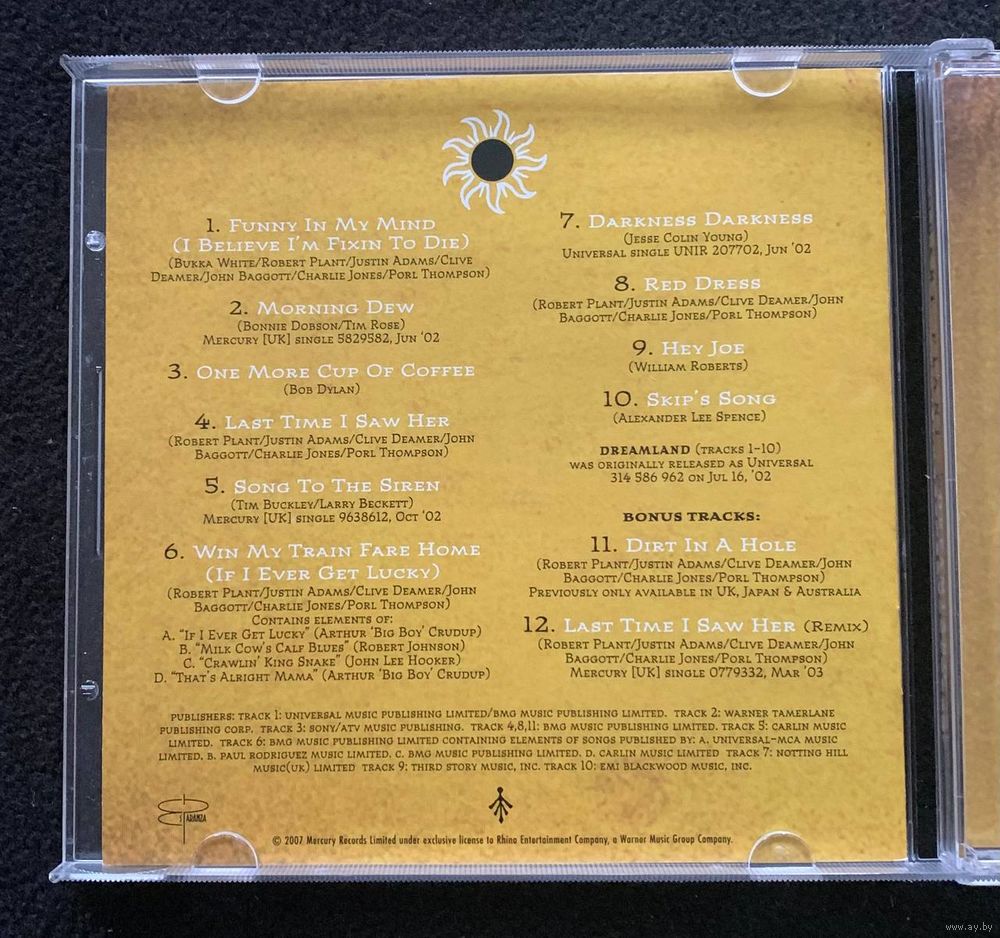 1. Funny In My Mind
(I Believe I'm Fixin To Die)
(Bukka White/Robert Plant/Justin Adams/Clive
Deamer/John Baggott/Charlie Jones/Porl Thompson)
2. Morning Dew
(Bonnie Dobson/Tim Rose)
Mercury [UK] single 5829582, Jun '02
3. One More Cup Of Coffee
(Bob Dylan)
4. Last Time I Saw Her
(Robert Plant/Justin Adams/Clive Deamer/John
Baggott/Charlie Jones/Porl Thompson)
5. Song To The Siren
(Tim Buckley/Larry Beckett)
Mercury [UK] single 9638612, Oct '02
6. Win My Train Fare Home
(If I Ever Get Lucky)
(Robert Plant/Justin Adams/Clive Deamer/John
Baggott/Charlie Jones/Porl Thompson)
Contains elements of:
A. "If I Ever Get Lucky" (Arthur 'Big Boy' Crudup)
B. "Milk Cow's Calf Blues" (Robert Johnson)
C. "Crawlin' King Snake" (John Lee Hooker)
D. "That's Alright Mama" (Arthur 'Big Boy' Crudup)
7. Darkness Darkness
(Jesse Colin Young)
Universal single UNIR 207702, Jun '02
8. Red Dress
(Robert Plant/Justin Adams/Clive Deamer/John
Baggott/Charlie Jones/Porl Thompson)
9. Hey Joe
(William Roberts)
10. Skip's Song
(Alexander Lee Spence)
DREAMLAND (tracks 1-10)
was originally released as Universal
314 586 962 on Jul 16, '02
BONUS TRACKS:
11. Dirt In A Hole
(Robert Plant/Justin Adams/Clive Deamer/John
Baggott/Charlie Jones/Porl Thompson)
Previously only available in UK, Japan & Australia
12. Last Time I Saw Her (Remix)
(Robert Plant/Justin Adams/Clive Deamer/John
Baggott/Charlie Jones/Porl Thompson)
Mercury [UK] single 0779332, Mar '03
PUBLISHERS: TRACK 1: UNIVERSAL MUSIC PUBLISHING LIMITED/BMG MUSIC PUBLISHING LIMITED. TRACK 2: WARNER TAMERLANE
PUBLISHING CORP. TRACK 3: SONY/ATV MUSIC PUBLISHING. TRACK 4,8,11: BMG MUSIC PUBLISHING LIMITED. TRACK 5: CARLIN MUSIC
LIMITED. TRACK 6: BMG MUSIC PUBLISHING LIMITED CONTAINING ELEMENTS OF SONGS PUBLISHED BY: A. UNIVERSAL-MCA MUSIC
LIMITED. B. PAUL RODRIGUEZ MUSIC LIMITED. C. BMG MUSIC PUBLISHING LIMITED. D. CARLIN MUSIC LIMITED TRACK 7: NOTTING HILL
MUSIC(UK) LIMITED TRACK 9: THIRD STORY MUSIC, INC. TRACK 10: EMI BLACKWOOD MUSIC, INC.
ES PARANZA
© 2007 Mercury Records Limited under exclusive license to Rhino Entertainment Company, a Warner Music Group Company.
www.ay.by